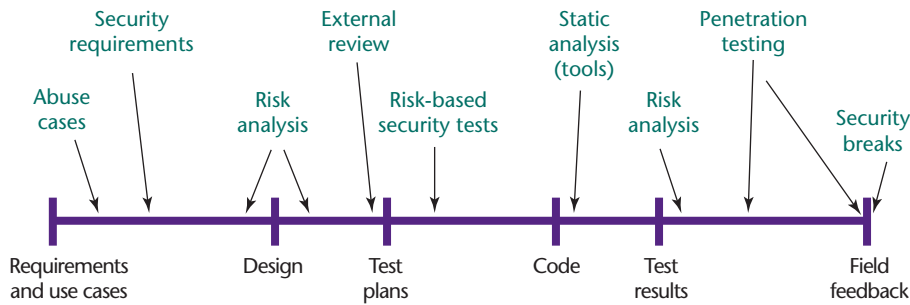 Security
requirements
External
review
Static
analysis
(tools)
Penetration
testing
Abuse
cases
Risk
analysis
Risk-based
security tests
Risk
analysis
Security
breaks
Requirements
and use cases
Design
Test
plans
Code
Test
results
Field
feedback